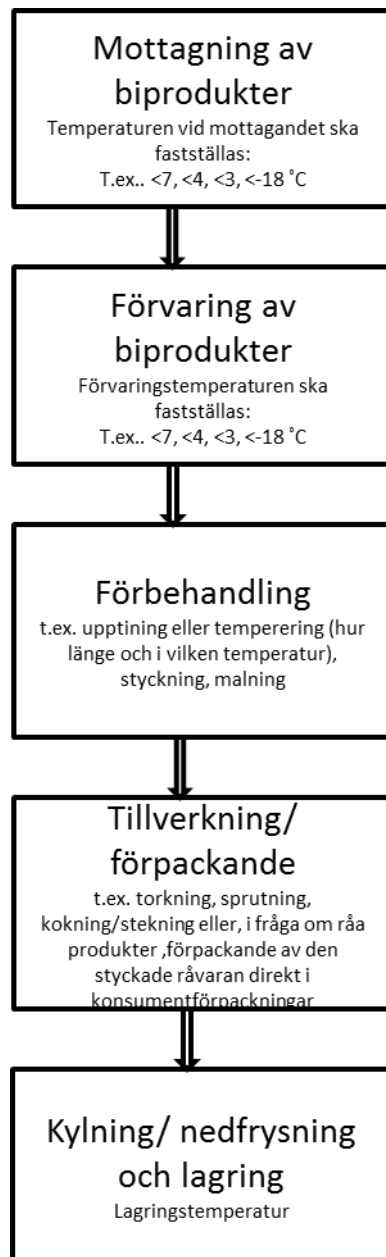 Mottagning av
biprodukter
Temperaturen vid mottagandet ska
fastställas:
T.ex.. <7, <4, <3, <-18 ˚C
Förvaring av
biprodukter
Förvaringstemperaturen ska
fastställas:
T.ex.. <7, <4, <3, <-18 ˚C
Förbehandling
t.ex. upptining eller temperering (hur
länge och i vilken temperatur),
styckning, malning
Tillverkning/
förpackande
t.ex. torkning, sprutning,
kokning/stekning eller, i fråga om råa
produkter ,förpackande av den
styckade råvaran direkt i
konsumentförpackningar
Kylning/ nedfrysning
och lagring
Lagringstemperatur